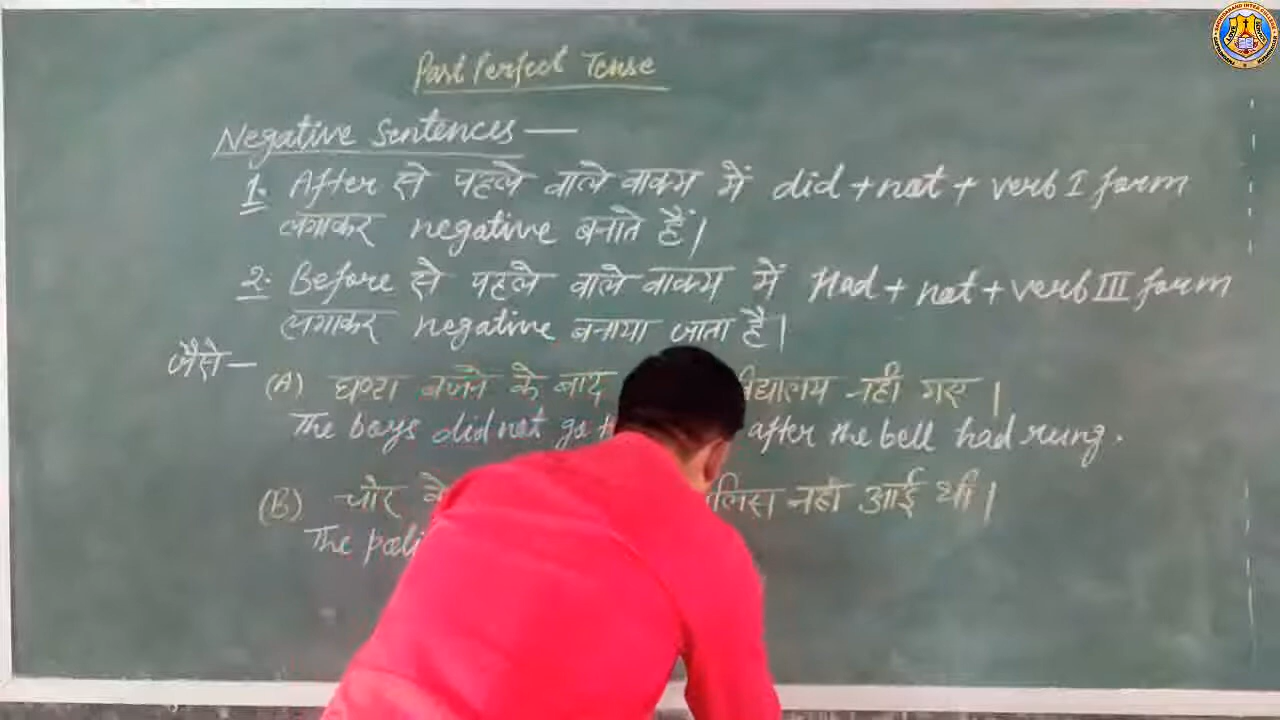 Past Perfect Tense
Negative Sentences —
1. After से पहले वाले वाक्य में did + not + verb I form
लगाकर negative बनाते हैं।
2. Before से पहले वाले वाक्य में Had + not + verb III form
लगाकर negative बनाया जाता है।
जैसे —
(A) घण्टा बजने के बाद विद्यालय नहीं गए।
The boys did not go after the bell had rung.
(B) चोर नहीं आई थी।
The